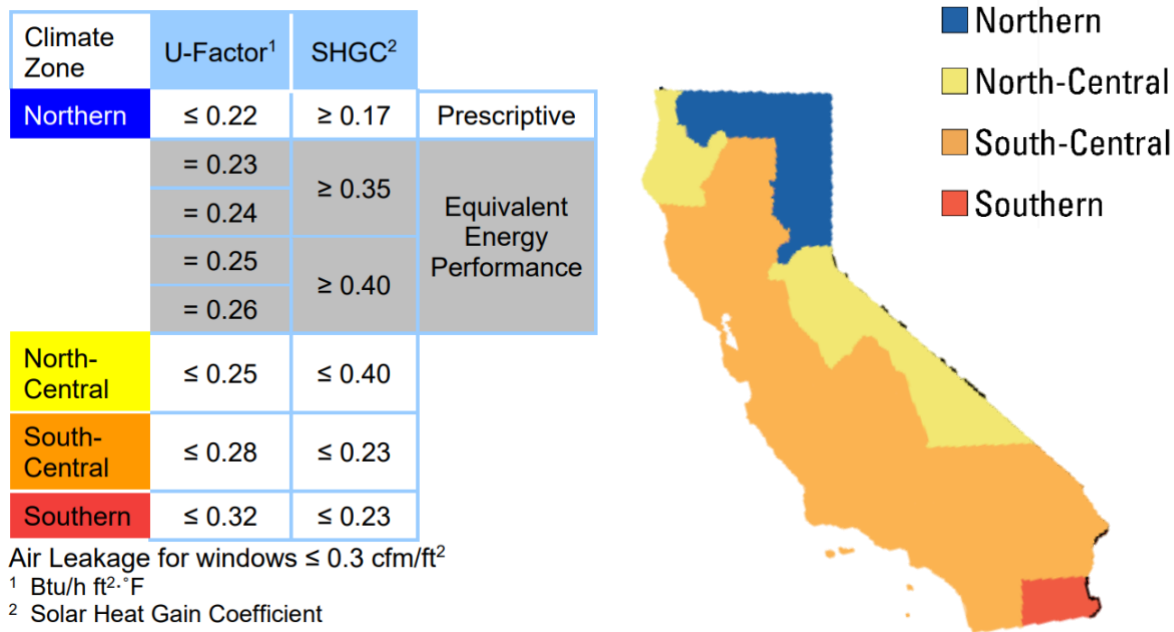 Climate Zone U-Factor¹ SHGC²
Northern ≤ 0.22 ≥ 0.17 Prescriptive
= 0.23 ≥ 0.35 Equivalent Energy Performance
= 0.24
= 0.25 ≥ 0.40
= 0.26
North-Central ≤ 0.25 ≤ 0.40
South-Central ≤ 0.28 ≤ 0.23
Southern ≤ 0.32 ≤ 0.23
Air Leakage for windows ≤ 0.3 cfm/ft²
¹ Btu/h ft²·°F
² Solar Heat Gain Coefficient
Northern
North-Central
South-Central
Southern